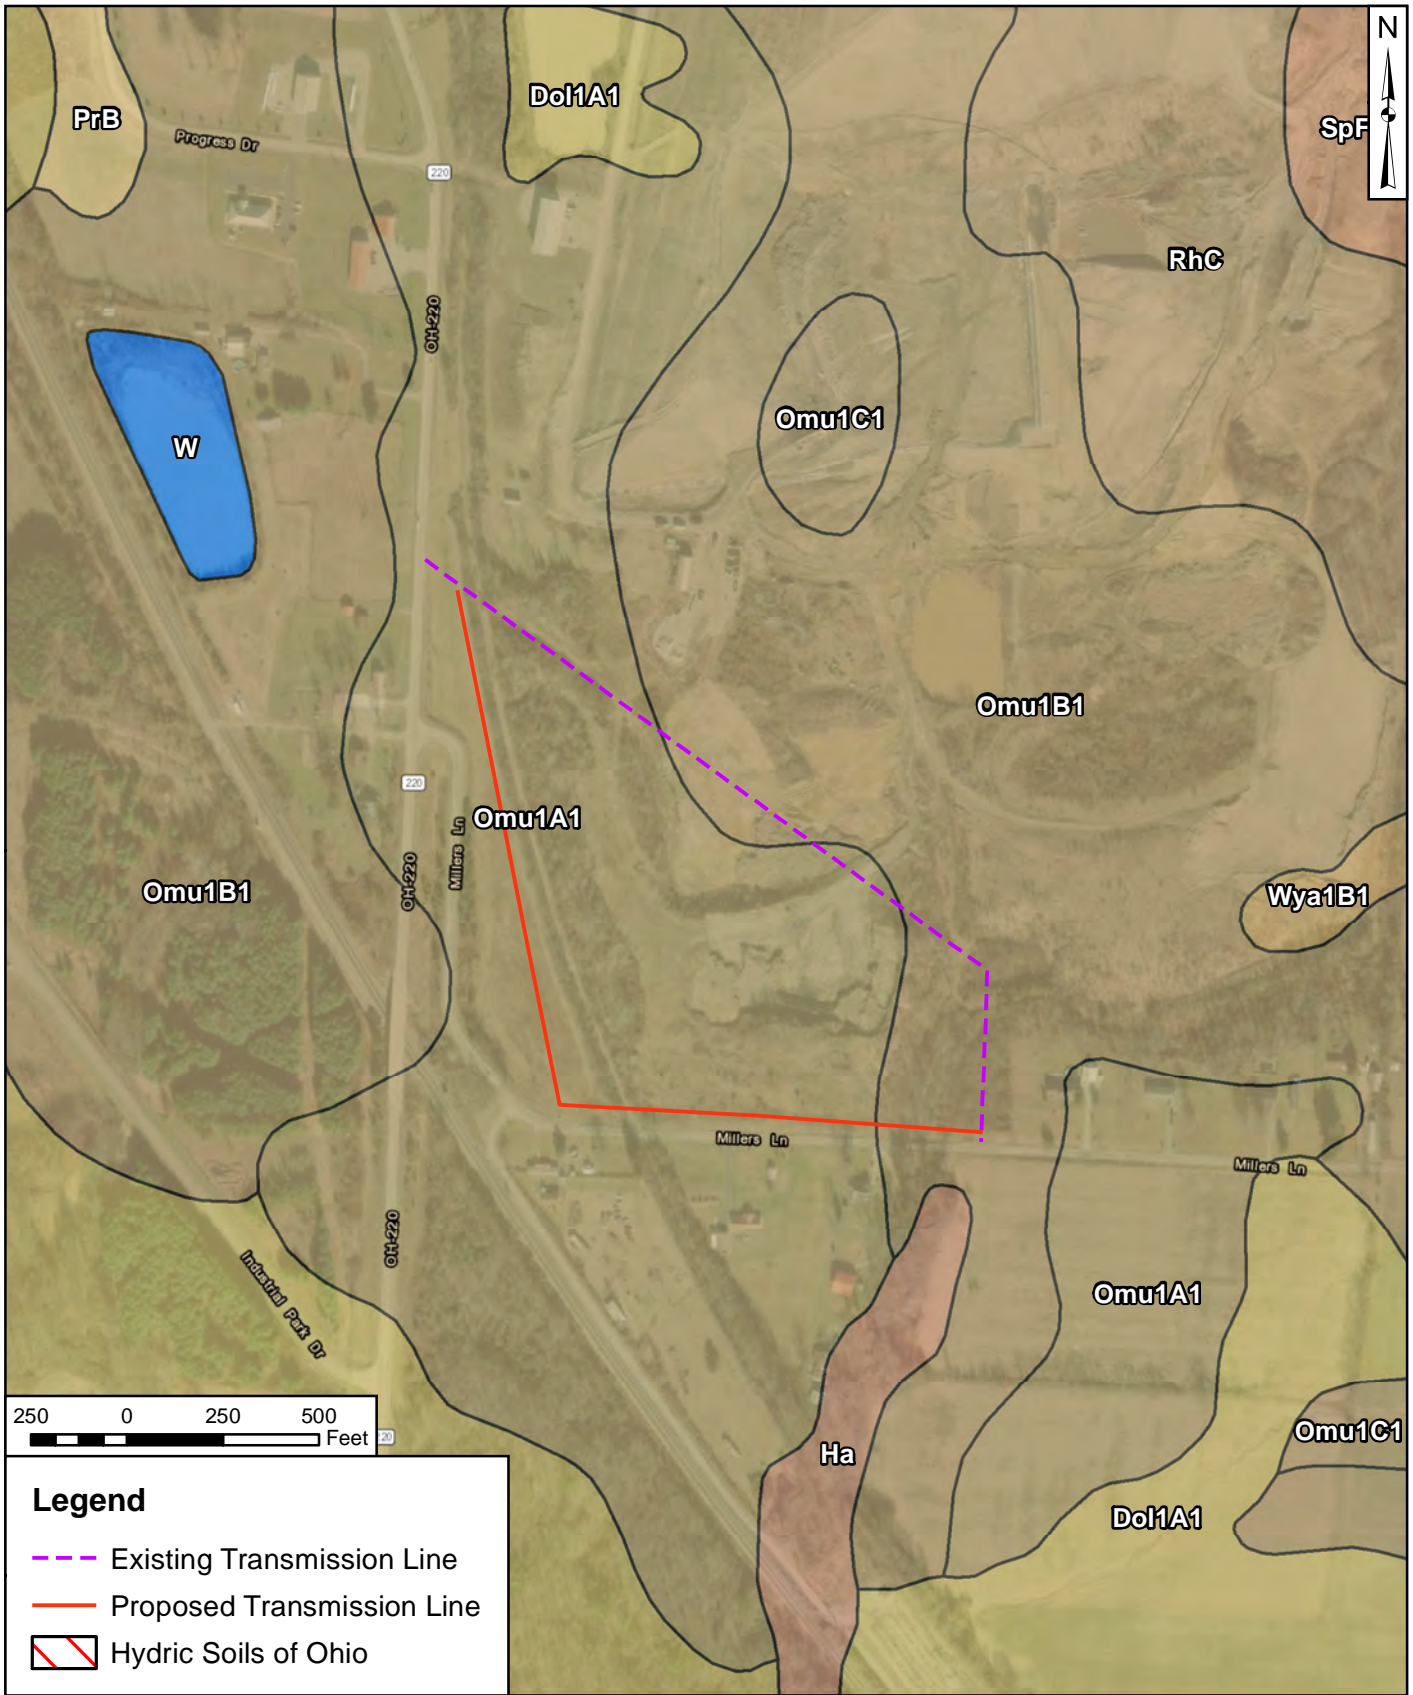 N
PrB
Dol1A1
SpF
Progress Dr
220
RhC
OH-220
Omu1C1
W
Omu1B1
220
Omu1A1
Millers Ln
OH-220
Omu1B1
Wya1B1
Millers Ln
Millers Ln
OH-220
Industrial Park Dr
Omu1A1
Omu1C1
Ha
Dol1A1
250 0 250 500
Feet
20
Legend
Existing Transmission Line
Proposed Transmission Line
Hydric Soils of Ohio